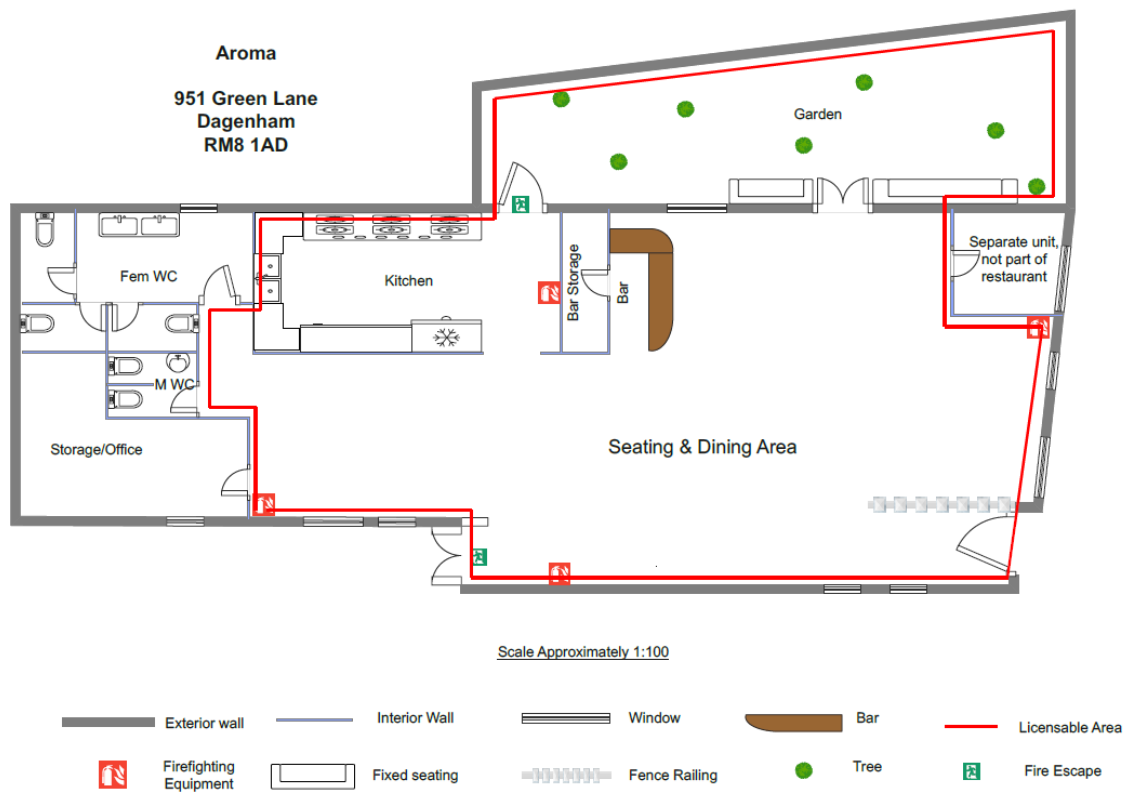 Aroma
951 Green Lane
Dagenham
RM8 1AD
Garden
Separate unit,
not part of
restaurant
Fem WC
Kitchen
Bar Storage
Bar
M WC
Storage/Office
Seating & Dining Area
Scale Approximately 1:100
Exterior wall
Interior Wall
Window
Bar
Licensable Area
Firefighting
Equipment
Fixed seating
Fence Railing
Tree
Fire Escape